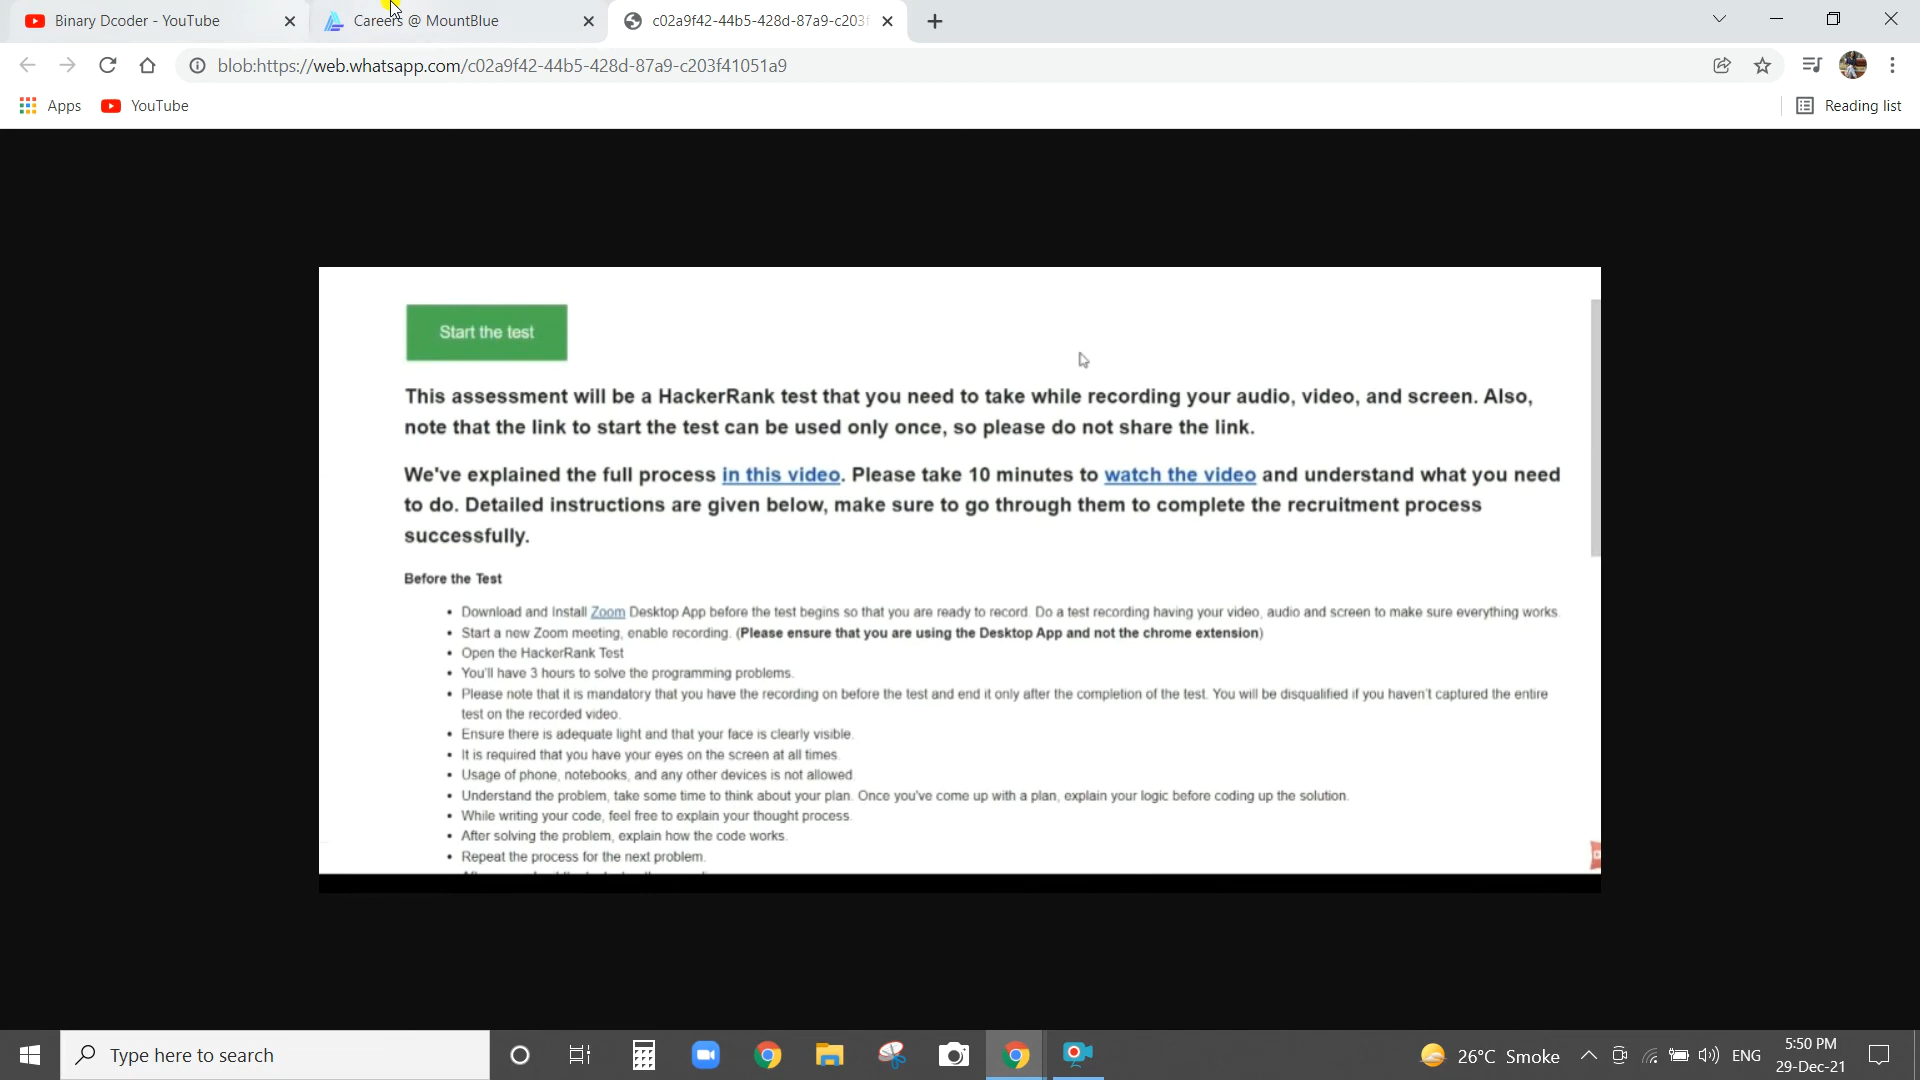 Binary Dcoder - YouTube
Careers @ MountBlue
c02a9f42-44b5-428d-87a9-c203f
blob:https://web.whatsapp.com/c02a9f42-44b5-428d-87a9-c203f41051a9
Apps
YouTube
Reading list
Start the test
This assessment will be a HackerRank test that you need to take while recording your audio, video, and screen. Also,
note that the link to start the test can be used only once, so please do not share the link.
We've explained the full process in this video. Please take 10 minutes to watch the video and understand what you need
to do. Detailed instructions are given below, make sure to go through them to complete the recruitment process
successfully.
Before the Test
• Download and Install Zoom Desktop App before the test begins so that you are ready to record. Do a test recording having your video, audio and screen to make sure everything works.
• Start a new Zoom meeting, enable recording. (Please ensure that you are using the Desktop App and not the chrome extension)
• Open the HackerRank Test
• You'll have 3 hours to solve the programming problems.
• Please note that it is mandatory that you have the recording on before the test and end it only after the completion of the test. You will be disqualified if you haven't captured the entire
test on the recorded video.
• Ensure there is adequate light and that your face is clearly visible.
• It is required that you have your eyes on the screen at all times.
• Usage of phone, notebooks, and any other devices is not allowed
• Understand the problem, take some time to think about your plan. Once you've come up with a plan, explain your logic before coding up the solution.
• While writing your code, feel free to explain your thought process.
• After solving the problem, explain how the code works.
• Repeat the process for the next problem.
Type here to search
26°C Smoke
ENG
5:50 PM
29-Dec-21